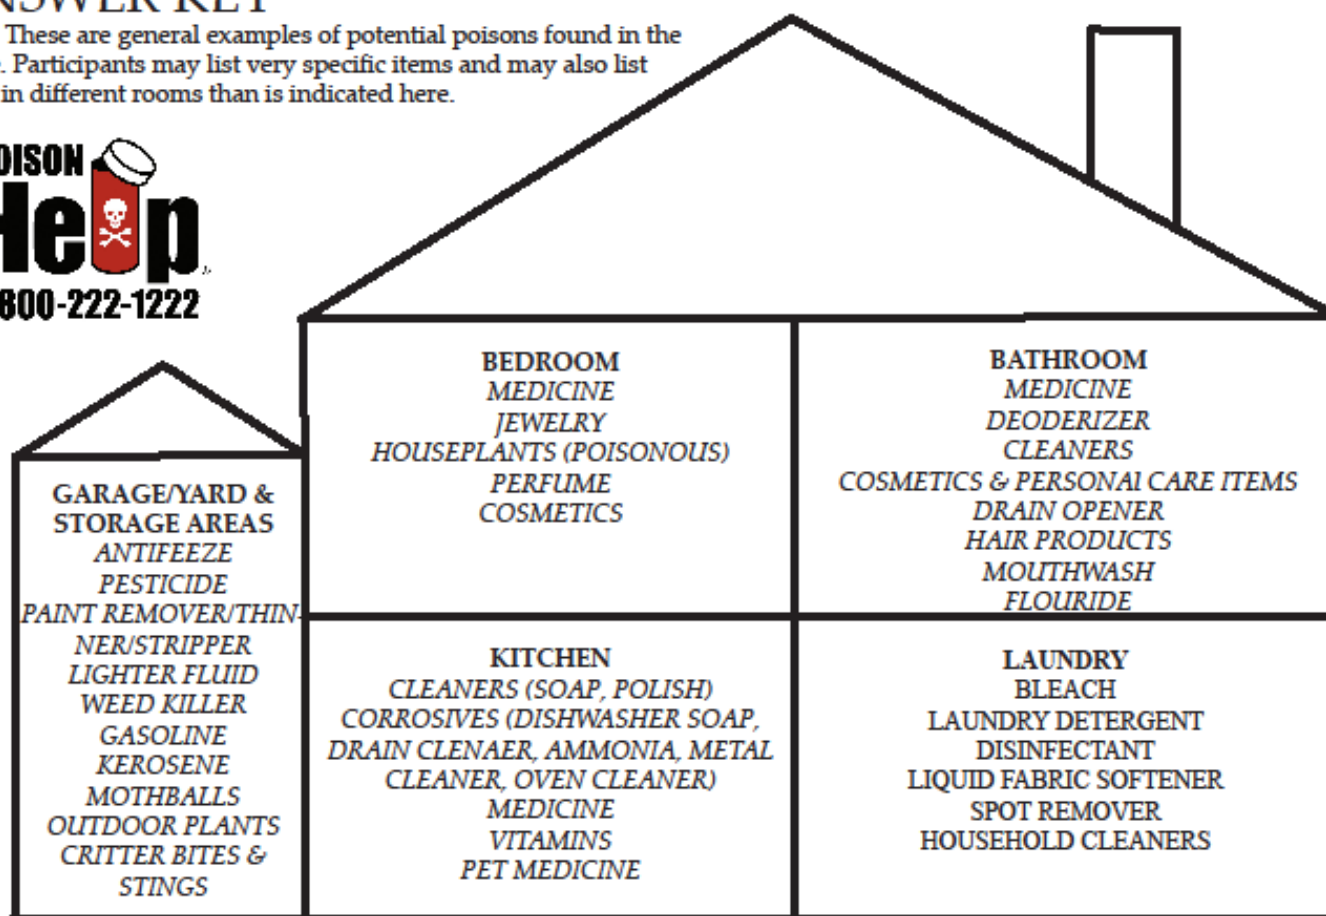 NSWER KEY
These are general examples of potential poisons found in the
e. Participants may list very specific items and may also list
in different rooms than is indicated here.
OISON
Help
800-222-1222
BEDROOM
MEDICINE
JEWELRY
HOUSEPLANTS (POISONOUS)
PERFUME
COSMETICS
BATHROOM
MEDICINE
DEODERIZER
CLEANERS
COSMETICS & PERSONAl CARE ITEMS
DRAIN OPENER
HAIR PRODUCTS
MOUTHWASH
FLOURIDE
GARAGE/YARD &
STORAGE AREAS
ANTIFEEZE
PESTICIDE
PAINT REMOVER/THIN-
NER/STRIPPER
LIGHTER FLUID
WEED KILLER
GASOLINE
KEROSENE
MOTHBALLS
OUTDOOR PLANTS
CRITTER BITES &
STINGS
KITCHEN
CLEANERS (SOAP, POLISH)
CORROSIVES (DISHWASHER SOAP,
DRAIN CLENAER, AMMONIA, METAL
CLEANER, OVEN CLEANER)
MEDICINE
VITAMINS
PET MEDICINE
LAUNDRY
BLEACH
LAUNDRY DETERGENT
DISINFECTANT
LIQUID FABRIC SOFTENER
SPOT REMOVER
HOUSEHOLD CLEANERS